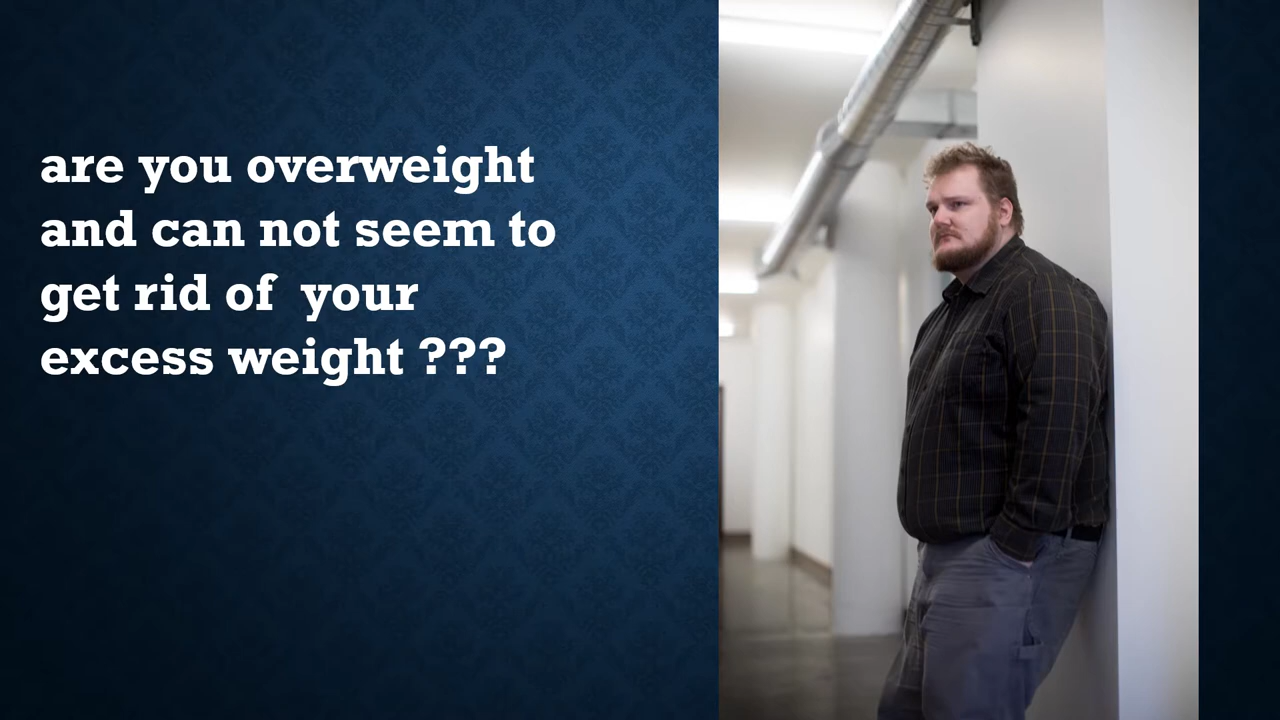 are you overweight
and can not seem to
get rid of  your
excess weight ???